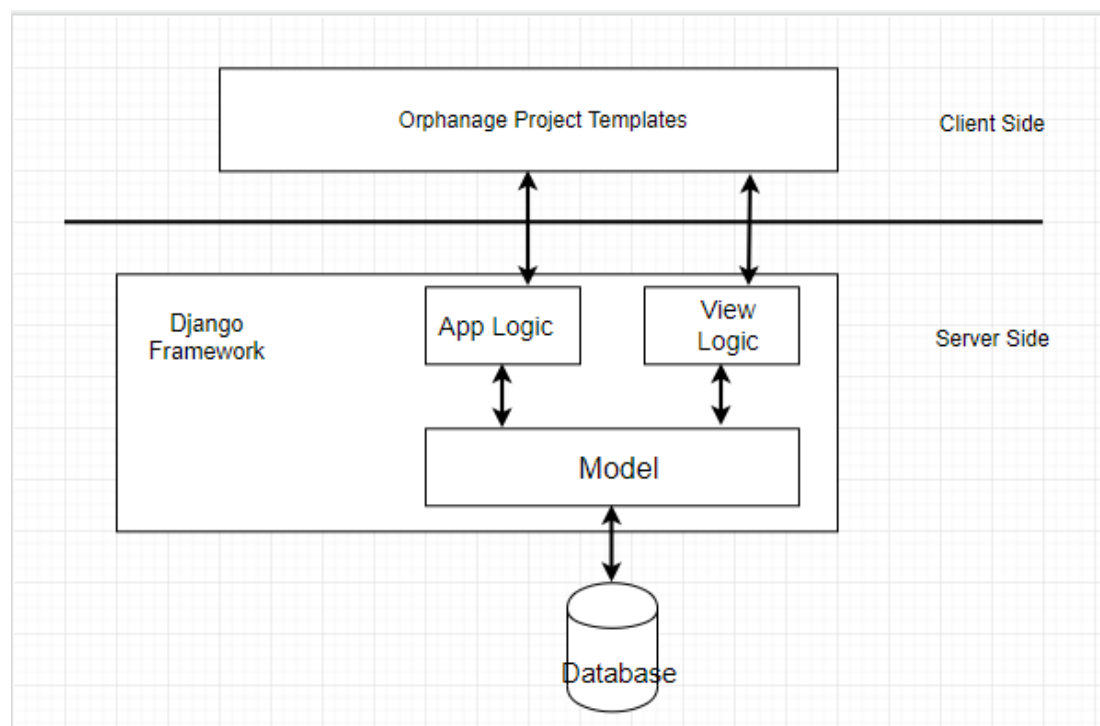 Orphanage Project Templates
Client Side
Django
Framework
App Logic
View
Logic
Server Side
Model
Database